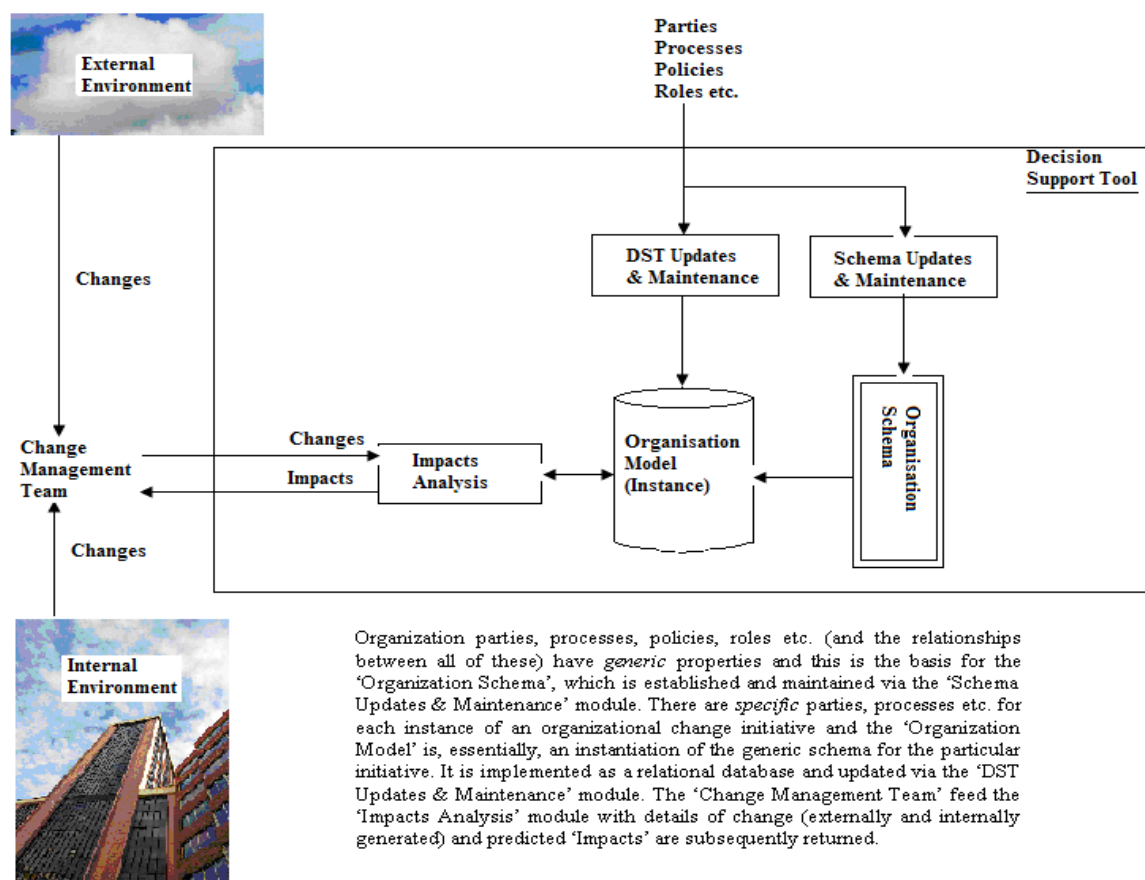 External
Environment
Parties
Processes
Policies
Roles etc.
Decision
Support Tool
DST Updates
& Maintenance
Schema Updates
& Maintenance
Changes
Change
Management
Team
Changes
Impacts
Impacts
Analysis
Organisation
Model
(Instance)
Organisation
Schema
Changes
Internal
Environment
Organization parties, processes, policies, roles etc. (and the relationships
between all of these) have generic properties and this is the basis for the
‘Organization Schema’, which is established and maintained via the ‘Schema
Updates & Maintenance’ module. There are specific parties, processes etc. for
each instance of an organizational change initiative and the ‘Organization
Model’ is, essentially, an instantiation of the generic schema for the particular
initiative. It is implemented as a relational database and updated via the ‘DST
Updates & Maintenance’ module. The ‘Change Management Team’ feed the
‘Impacts Analysis’ module with details of change (externally and internally
generated) and predicted ‘Impacts’ are subsequently returned.